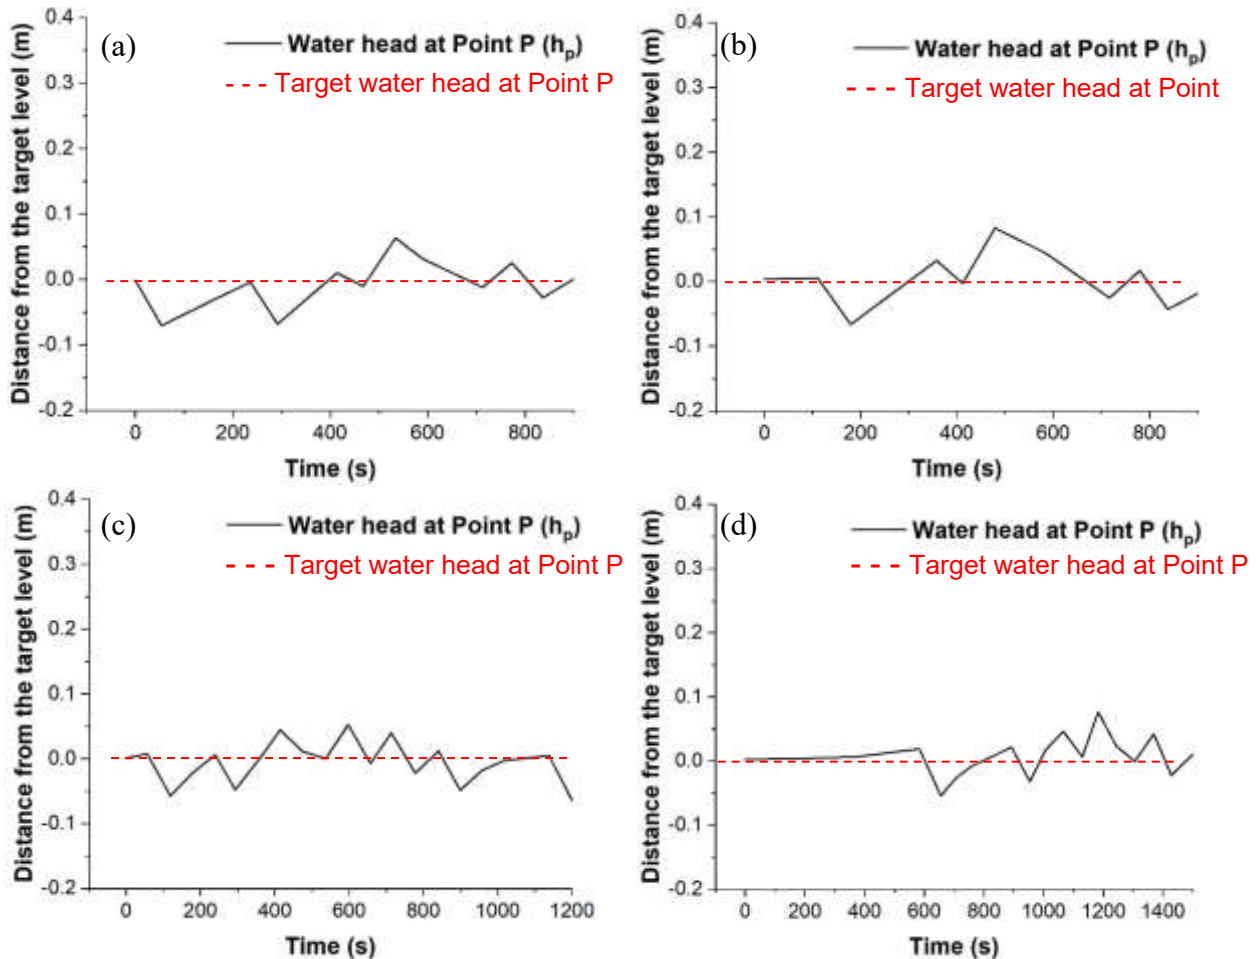 (a)
Water head at Point P (hp)
Target water head at Point P
Distance from the target level (m)
0.4
0.3
0.2
0.1
0.0
-0.1
-0.2
0 200 400 600 800
Time (s)
(b)
Water head at Point P (hp)
Target water head at Point
Distance from the target level (m)
0.4
0.3
0.2
0.1
0.0
-0.1
-0.2
0 200 400 600 800
Time (s)
(c)
Water head at Point P (hp)
Target water head at Point P
Distance from the target level (m)
0.4
0.3
0.2
0.1
0.0
-0.1
-0.2
0 200 400 600 800 1000 1200
Time (s)
(d)
Water head at Point P (hp)
Target water head at Point P
Distance from the target level (m)
0.4
0.3
0.2
0.1
0.0
-0.1
-0.2
0 200 400 600 800 1000 1200 1400
Time (s)